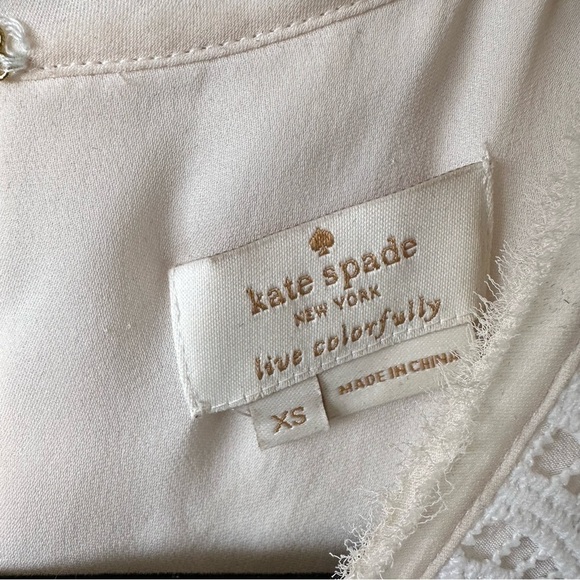 kate spade
NEW YORK
live colorfully
XS
MADE IN CHINA